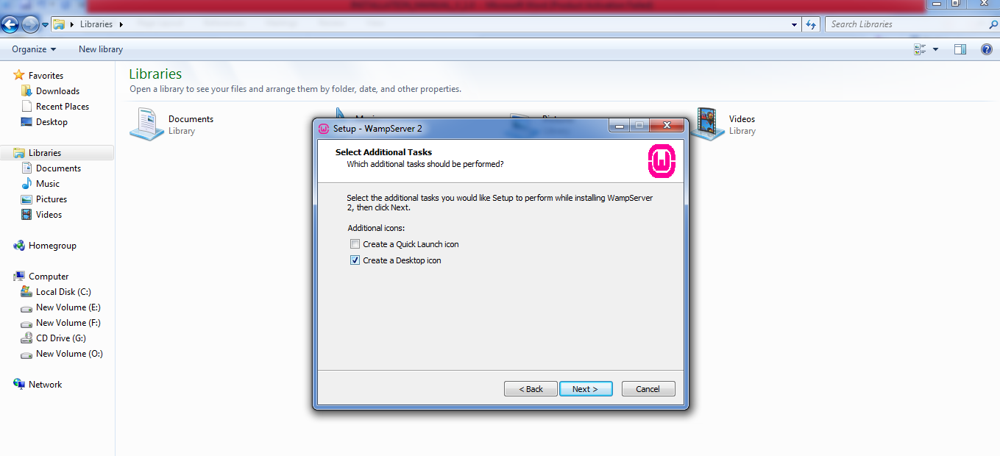 Libraries
Search Libraries
Organize
New library
Favorites
Downloads
Recent Places
Desktop
Libraries
Documents
Music
Pictures
Videos
Homegroup
Computer
Local Disk (C:)
New Volume (E:)
New Volume (F:)
CD Drive (G:)
New Volume (O:)
Network
Libraries
Open a library to see your files and arrange them by folder, date, and other properties.
Documents
Library
Videos
Library
Setup - WampServer 2
Select Additional Tasks
Which additional tasks should be performed?
Select the additional tasks you would like Setup to perform while installing WampServer
2, then click Next.
Additional icons:
Create a Quick Launch icon
Create a Desktop icon
< Back
Next >
Cancel